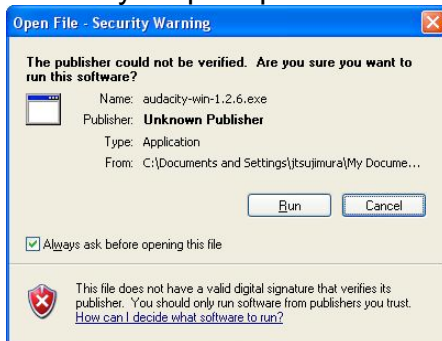 Open File - Security Warning
The publisher could not be verified.  Are you sure you want to
run this software?
Name: audacity-win-1.2.6.exe
Publisher: Unknown Publisher
Type: Application
From: C:\Documents and Settings\jtsujimura\My Docume...
Run Cancel
Always ask before opening this file
This file does not have a valid digital signature that verifies its
publisher.  You should only run software from publishers you trust.
How can I decide what software to run?